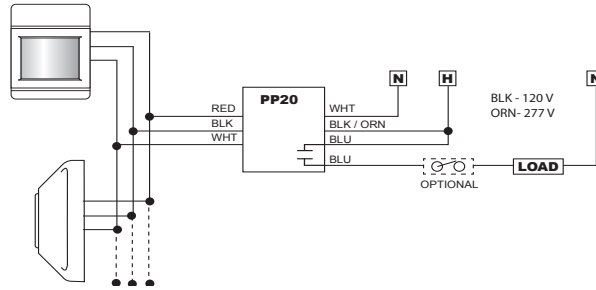 N H N
PP20
BLK - 120 V
ORN- 277 V
RED WHT
BLK BLK / ORN
WHT BLU
BLU
LOAD
OPTIONAL